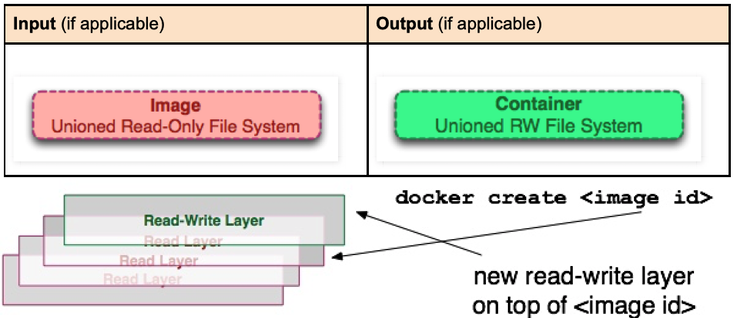 Input (if applicable)
Output (if applicable)
Image
Unioned Read-Only File System
Container
Unioned RW File System
docker create <image id>
Read-Write Layer
Read Layer
Read Layer
Read Layer
new read-write layer
on top of <image id>